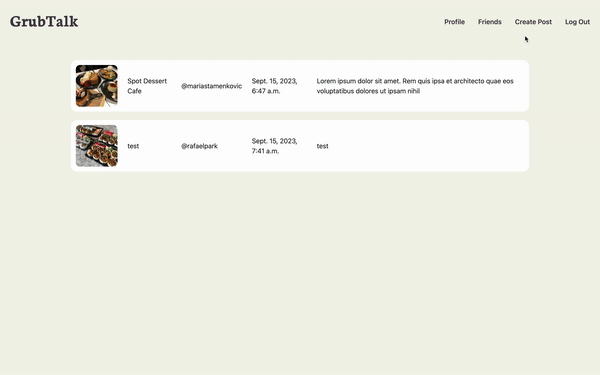 GrubTalk
Profile
Friends
Create Post
Log Out
Spot Dessert
Cafe
@mariastamenkovic
Sept. 15, 2023,
6:47 a.m.
Lorem ipsum dolor sit amet. Rem quis ipsa et architecto quae eos
voluptatibus dolores ut ipsam nihil
test
@rafaelpark
Sept. 15, 2023,
7:41 a.m.
test